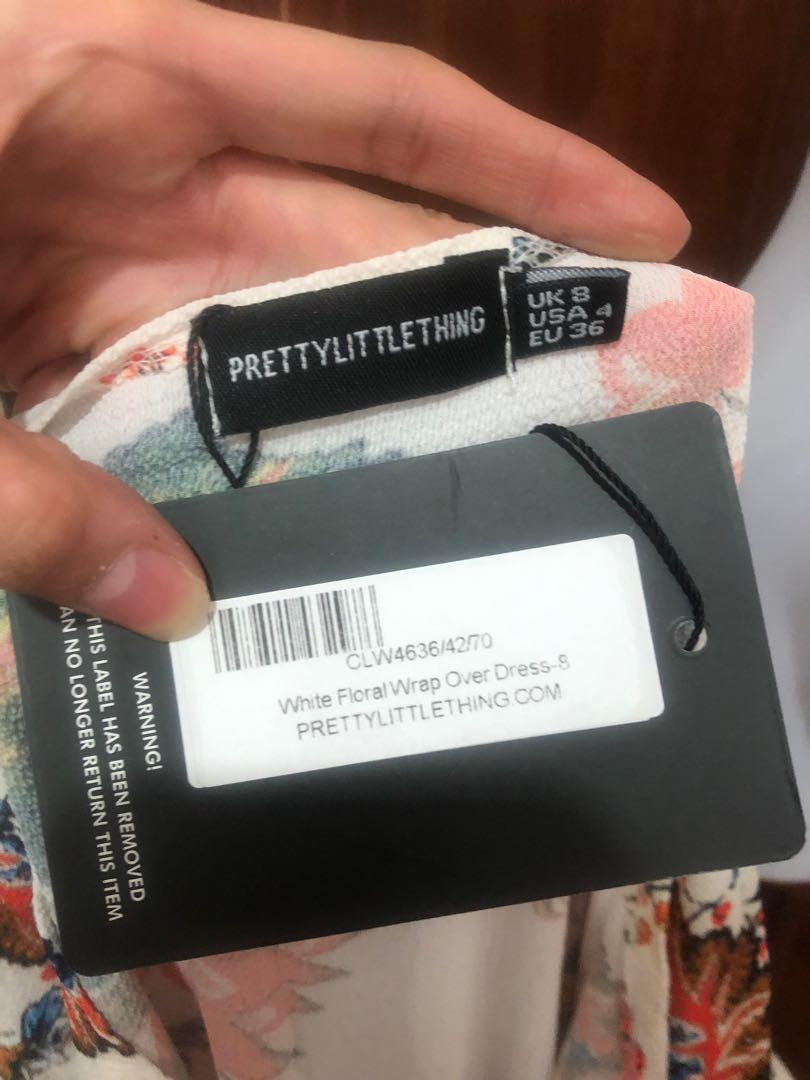 PRETTYLITTLETHING
UK 8
USA 4
EU 36
CLW4636/42/70
White Floral Wrap Over Dress-8
PRETTYLITTLETHING.COM
WARNING!
THIS LABEL HAS BEEN REMOVED
AN NO LONGER RETURN THIS ITEM